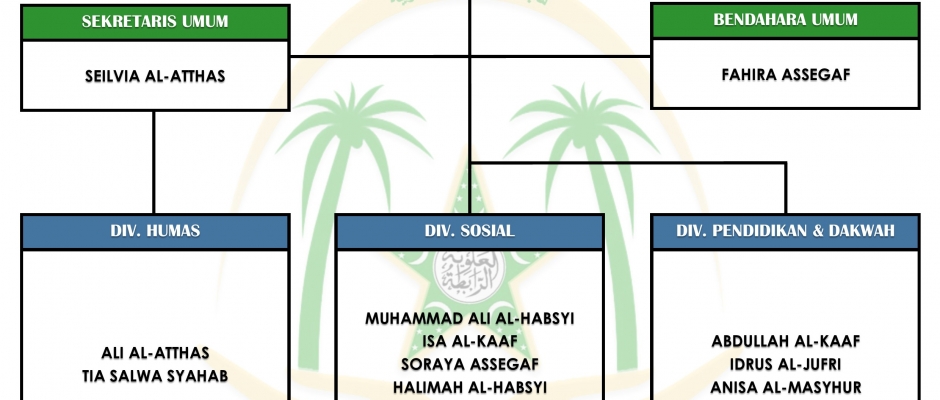 SEKRETARIS UMUM
SEILVIA AL-ATTHAS
BENDAHARA UMUM
FAHIRA ASSEGAF
DIV. HUMAS
ALI AL-ATTHAS
TIA SALWA SYAHAB
DIV. SOSIAL
العلوية
الرابطة
MUHAMMAD ALI AL-HABSYI
ISA AL-KAAF
SORAYA ASSEGAF
HALIMAH AL-HABSYI
DIV. PENDIDIKAN & DAKWAH
ABDULLAH AL-KAAF
IDRUS AL-JUFRI
ANISA AL-MASYHUR